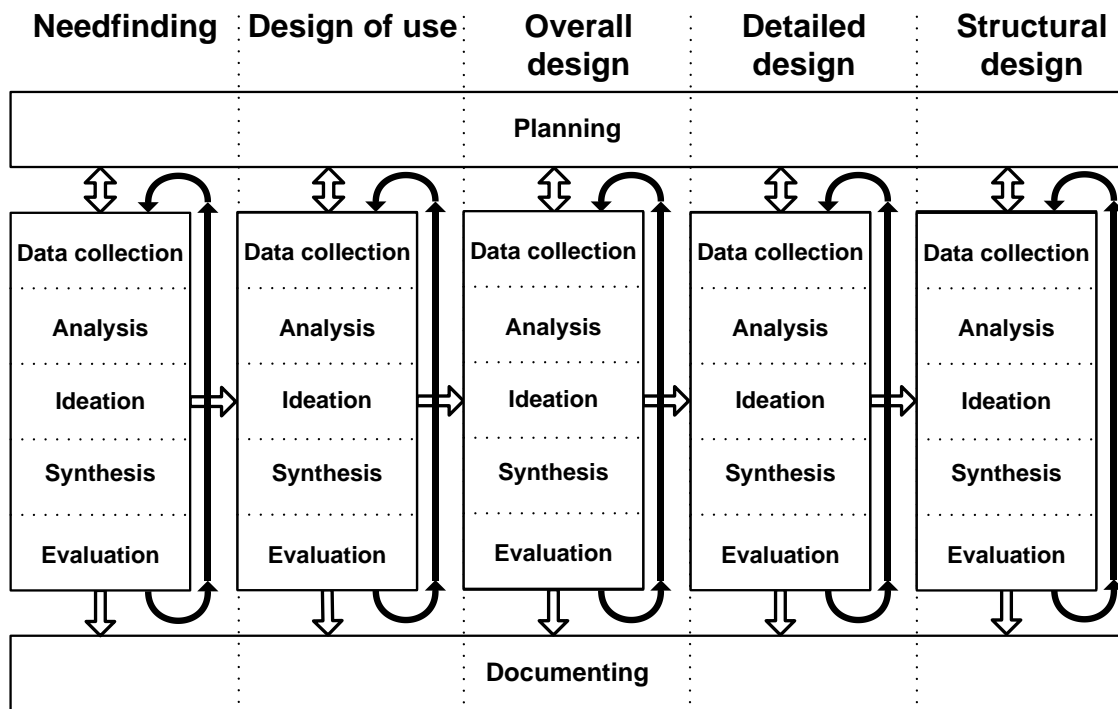 Needfinding
Design of use
Overall
design
Detailed
design
Structural
design
Planning
Data collection
Analysis
Ideation
Synthesis
Evaluation
Data collection
Analysis
Ideation
Synthesis
Evaluation
Data collection
Analysis
Ideation
Synthesis
Evaluation
Data collection
Analysis
Ideation
Synthesis
Evaluation
Data collection
Analysis
Ideation
Synthesis
Evaluation
Documenting